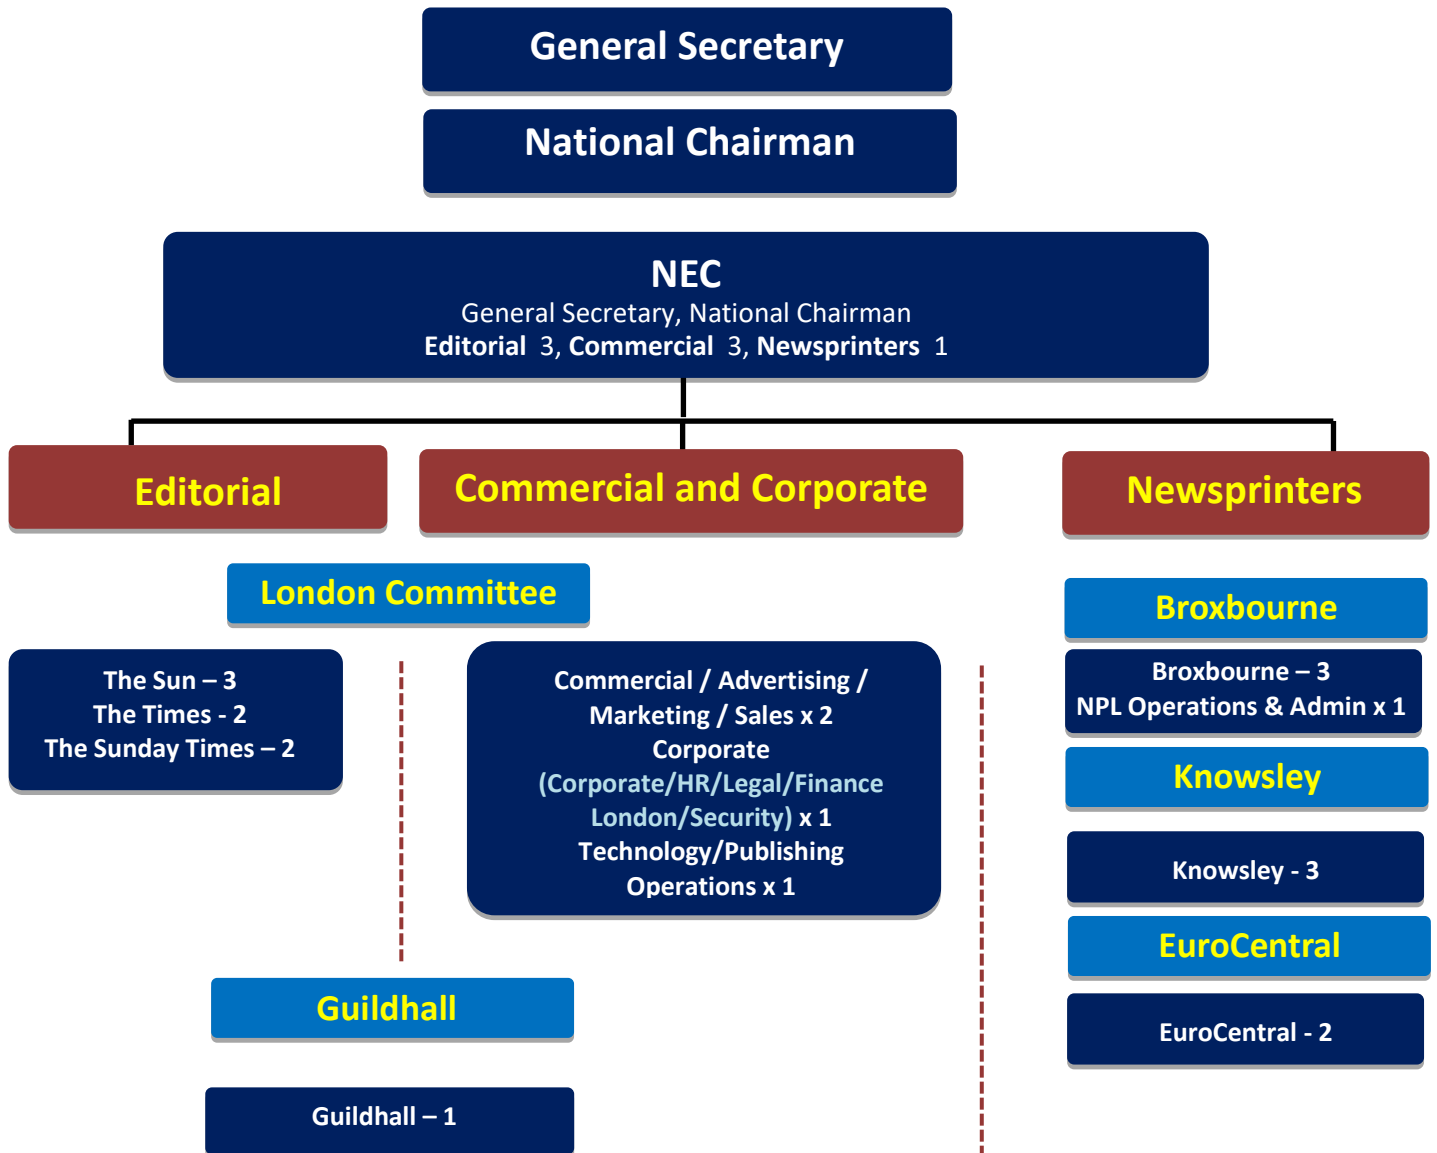 General Secretary
National Chairman
NEC
General Secretary, National Chairman
Editorial 3, Commercial 3, Newsprinters 1
Editorial
Commercial and Corporate
Newsprinters
London Committee
The Sun – 3
The Times - 2
The Sunday Times – 2
Commercial / Advertising /
Marketing / Sales x 2
Corporate
(Corporate/HR/Legal/Finance
London/Security) x 1
Technology/Publishing
Operations x 1
Guildhall
Guildhall – 1
Broxbourne
Broxbourne – 3
NPL Operations & Admin x 1
Knowsley
Knowsley - 3
EuroCentral
EuroCentral - 2